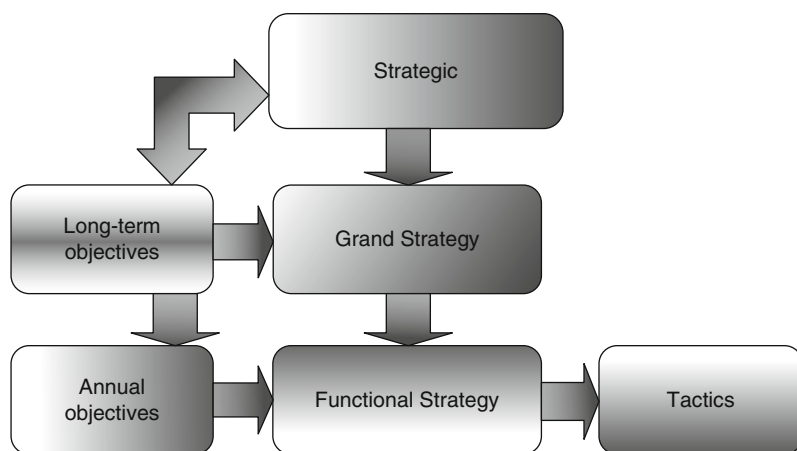 Strategic
Long-term
objectives
Grand Strategy
Annual
objectives
Functional Strategy
Tactics